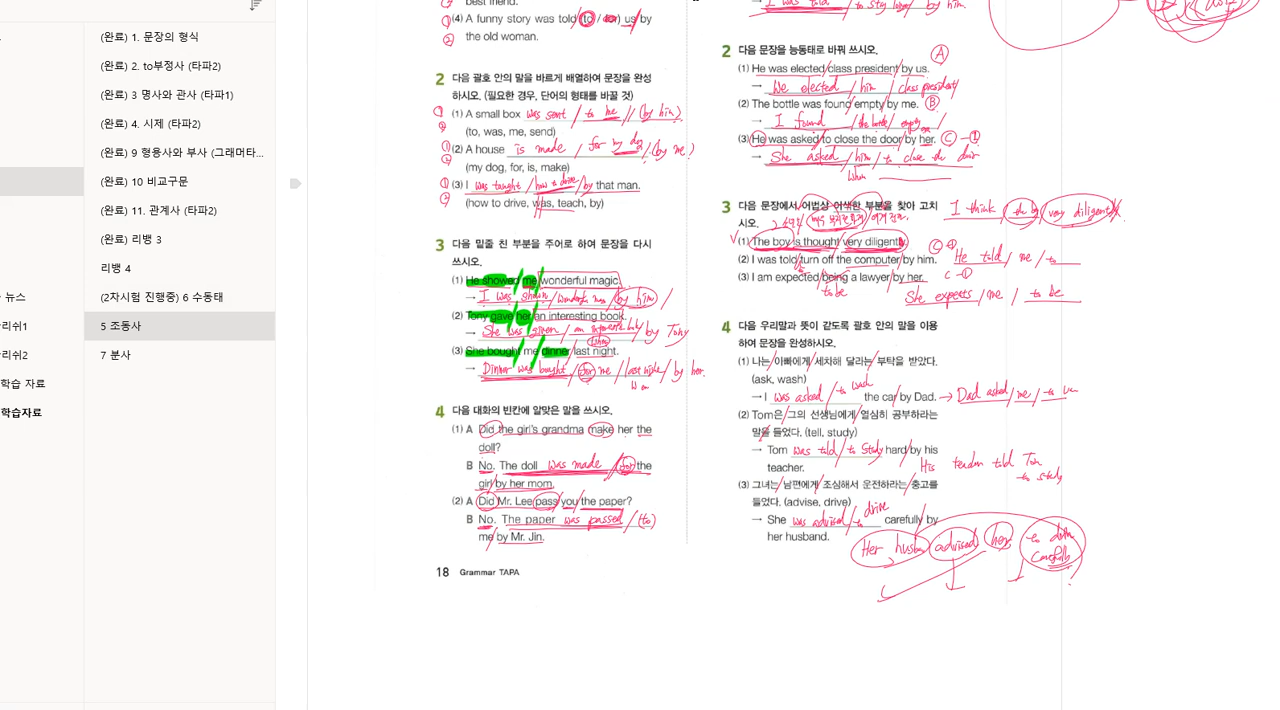 (완료) 1. 문장의 형식
(완료) 2. to부정사 (타파2)
(완료) 3 명사와 관사 (타파1)
(완료) 4. 시제 (타파2)
(완료) 9 형용사와 부사 (그래머타...
(완료) 10 비교구문
(완료) 11. 관계사 (타파2)
(완료) 리뱅 3
리뱅 4
(2차시험 진행중) 6 수동태
5 조동사
7 분사
뉴스
리쉬1
리쉬2
학습 자료
학습자료
best friend.
(4) A funny story was told (to / ) us by
the old woman.
2 다음 괄호 안의 말을 바르게 배열하여 문장을 완성
하시오. (필요한 경우, 단어의 형태를 바꿀 것)
(1) A small box was sent / to me // (by him)
(to, was, me, send)
(2) A house is made / for my dog / (by me)
(my dog, for, is, make)
(3) I was taught / how to drive / by that man.
(how to drive, was, teach, by)
3 다음 밑줄 친 부분을 주어로 하여 문장을 다시
쓰시오.
(1) He showed me wonderful magic.
→ I was shown / wonderful / by him /
(2) Tony gave her an interesting book.
→ She was given / an / by Tony
(3) She bought me dinner last night.
→ Dinner was bought / for me / last / by her.
4 다음 대화의 빈칸에 알맞은 말을 쓰시오.
(1) A Did the girl's grandma make her the
doll?
B No. The doll was made / for the
girl by her mom.
(2) A Did Mr. Lee pass you the paper?
B No. The paper was passed / (to)
me by Mr. Jin.
18 Grammar TAPA
I was told / to stay longer / by him.
2 다음 문장을 능동태로 바꿔 쓰시오.
(1) He was elected class president by us. A
→ We elected / him / class president /
(2) The bottle was found empty by me. B
→ I found / the bottle / empty /
(3) He was asked to close the door by her. C - ①
→ She asked / him / to close the door
3 다음 문장에서 어법상 어색한 부분을 찾아 고치
시오.
(1) The boy is thought very diligently.
I think the boy very diligent
(2) I was told turn off the computer by him.
He told / me / to
(3) I am expected being a lawyer by her.
to be
She expects / me / to be
4 다음 우리말과 뜻이 같도록 괄호 안의 말을 이용
하여 문장을 완성하시오.
(1) 나는 아빠에게 세차해 달라는 부탁을 받았다.
(ask, wash)
→ I was asked / to wash the car by Dad. → Dad asked / me / to
(2) Tom은 그의 선생님에게 열심히 공부하라는
말을 들었다. (tell, study)
→ Tom was told / to study hard by his
teacher.
His teacher told Tom
to study
(3) 그녀는 남편에게 조심해서 운전하라는 충고를
들었다. (advise, drive)
→ She was advised / to drive carefully by
her husband.
Her husband advised her to drive
carefully